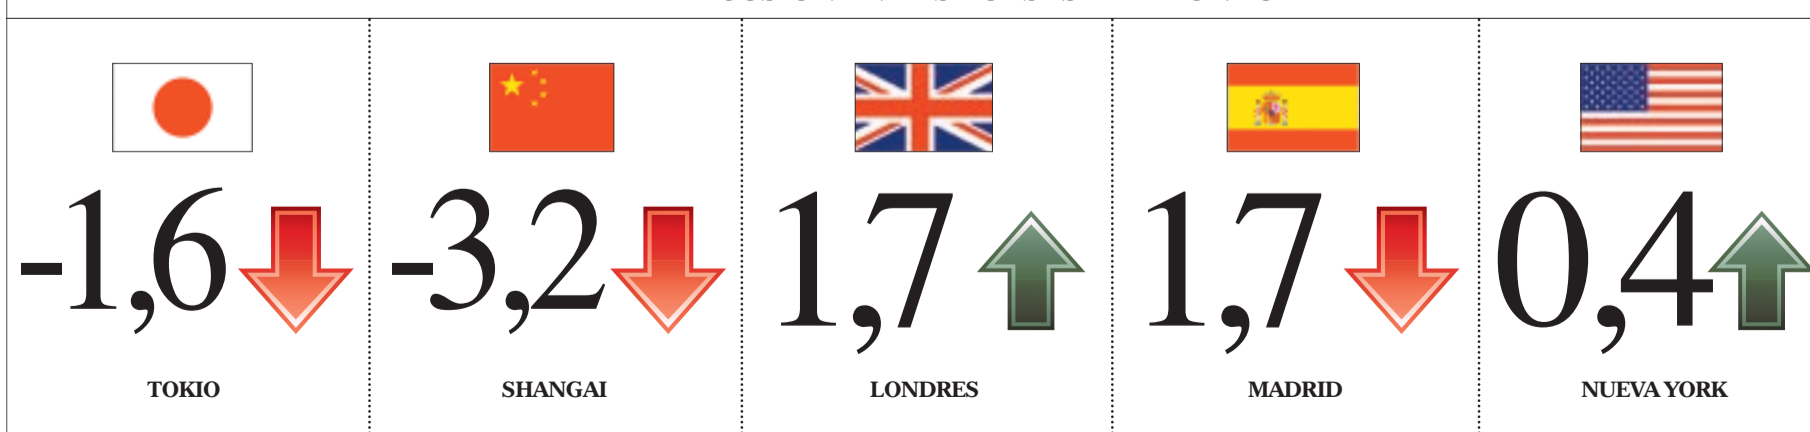 -1,6
TOKIO
-3,2
SHANGAI
1,7
LONDRES
1,7
MADRID
0,4
NUEVA YORK